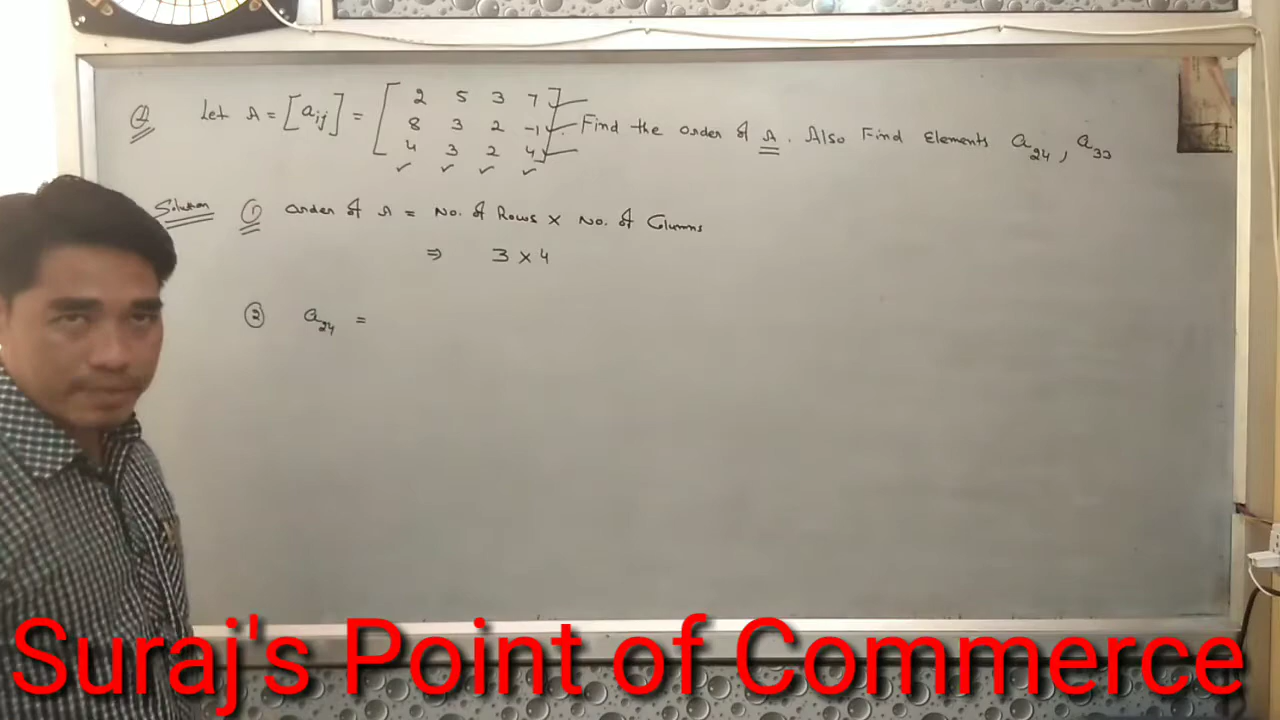 Q Let A = [aij] = [ 2 5 3 7
8 3 2 -1 . Find the order of A. Also Find Elements a24, a33
4 3 2 4 ]
Solution ① Order of A = No. of Rows × No. of Columns
⇒ 3 × 4
② a24 =
Suraj's Point of Commerce